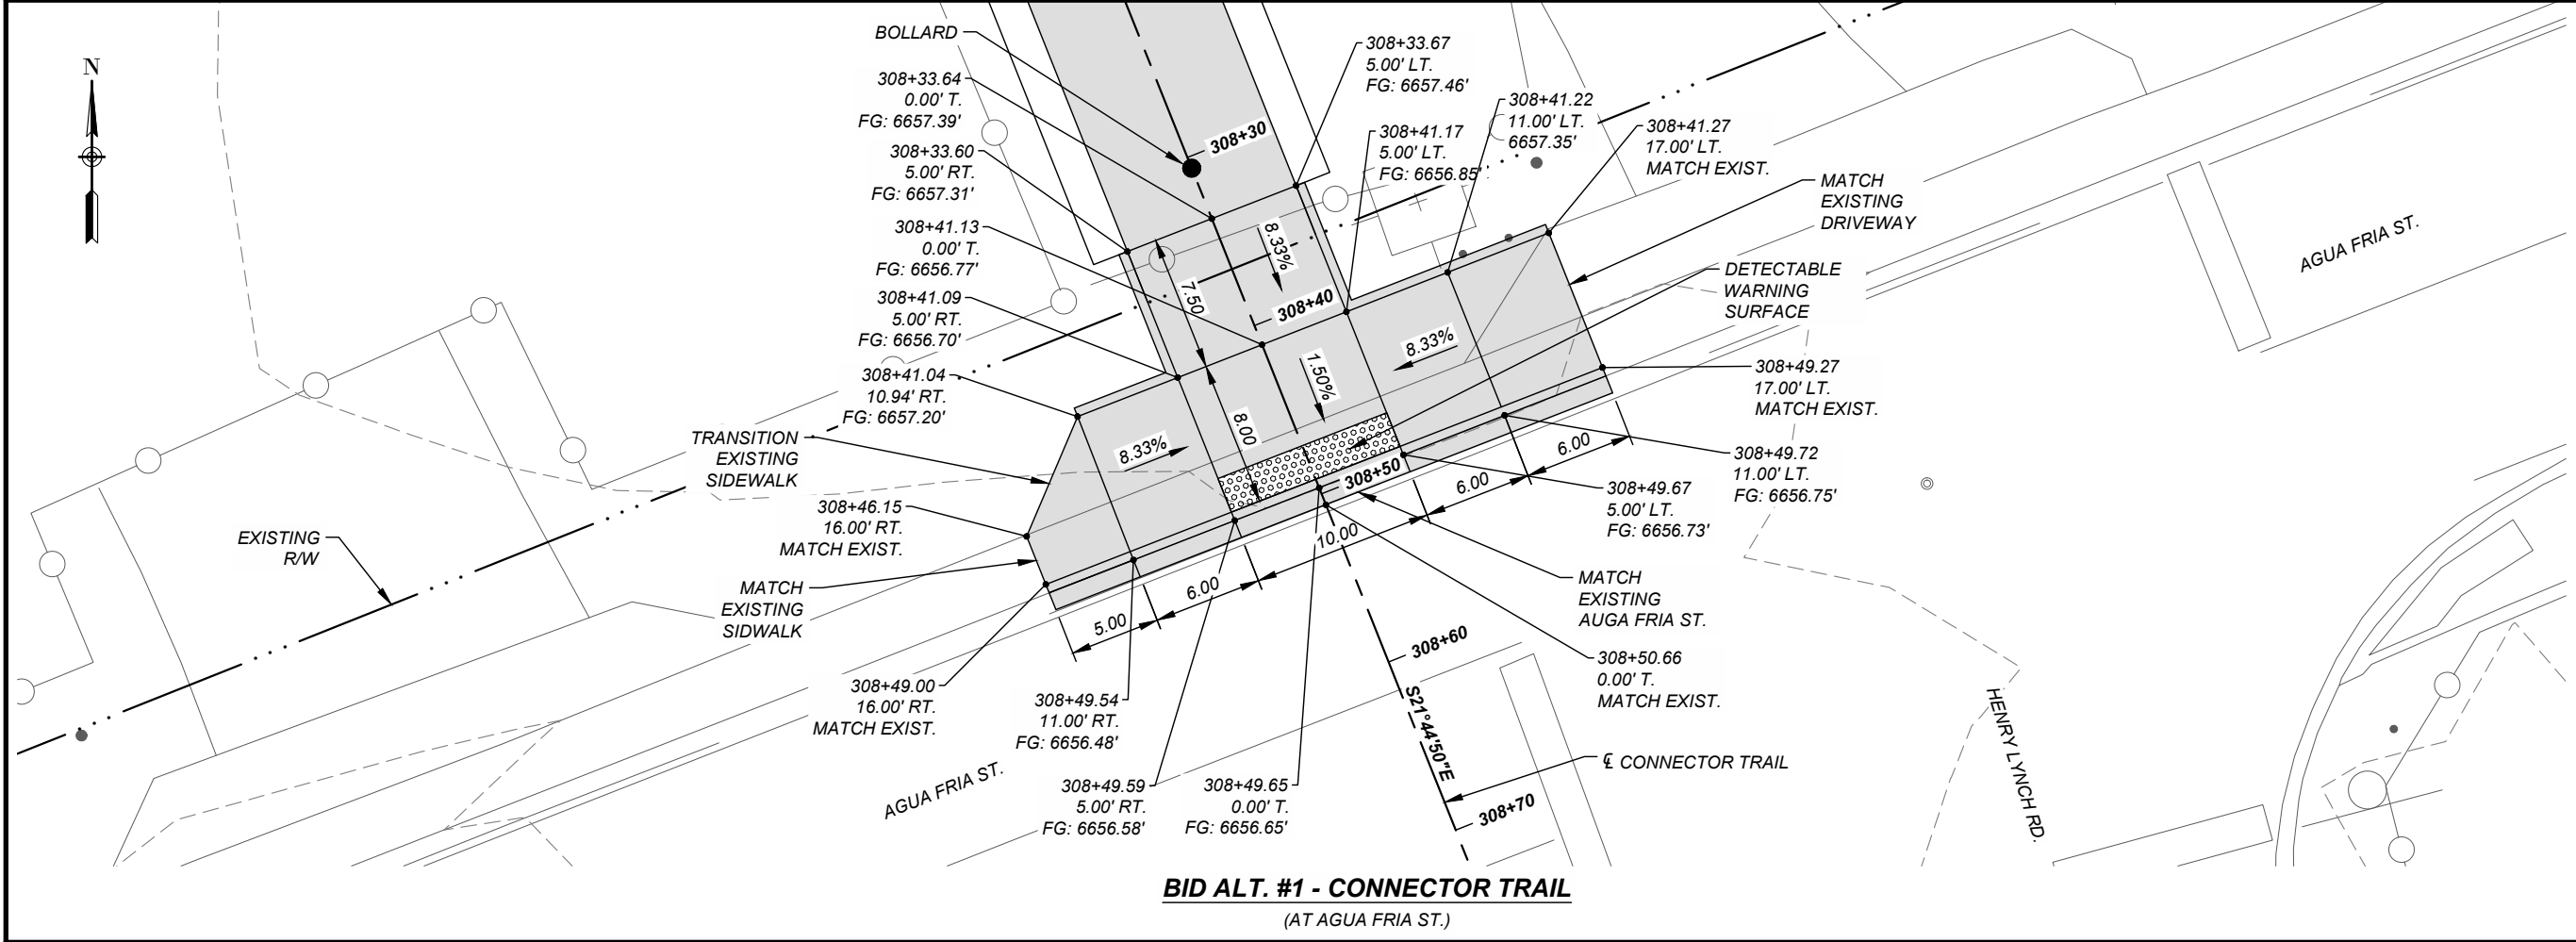 N
BOLLARD
308+33.64
0.00' T.
FG: 6657.39'
308+33.60
5.00' RT.
FG: 6657.31'
308+41.13
0.00' T.
FG: 6656.77'
308+41.09
5.00' RT.
FG: 6656.70'
308+41.04
10.94' RT.
FG: 6657.20'
TRANSITION
EXISTING
SIDEWALK
308+46.15
16.00' RT.
MATCH EXIST.
MATCH
EXISTING
SIDWALK
EXISTING
R/W
308+49.00
16.00' RT.
MATCH EXIST.
308+49.54
11.00' RT.
FG: 6656.48'
308+49.59
5.00' RT.
FG: 6656.58'
308+49.65
0.00' T.
FG: 6656.65'
308+33.67
5.00' LT.
FG: 6657.46'
308+41.17
5.00' LT.
FG: 6656.85'
308+41.22
11.00' LT.
6657.35'
308+41.27
17.00' LT.
MATCH EXIST.
MATCH
EXISTING
DRIVEWAY
DETECTABLE
WARNING
SURFACE
308+49.27
17.00' LT.
MATCH EXIST.
308+49.72
11.00' LT.
FG: 6656.75'
308+49.67
5.00' LT.
FG: 6656.73'
MATCH
EXISTING
AUGA FRIA ST.
308+50.66
0.00' T.
MATCH EXIST.
℄ CONNECTOR TRAIL
308+30
308+40
308+50
308+60
308+70
S21°44'50"E
8.33%
7.50
1.50%
8.33%
8.00
8.33%
5.00
6.00
10.00
6.00
6.00
AGUA FRIA ST.
AGUA FRIA ST.
HENRY LYNCH RD.
BID ALT. #1 - CONNECTOR TRAIL
(AT AGUA FRIA ST.)